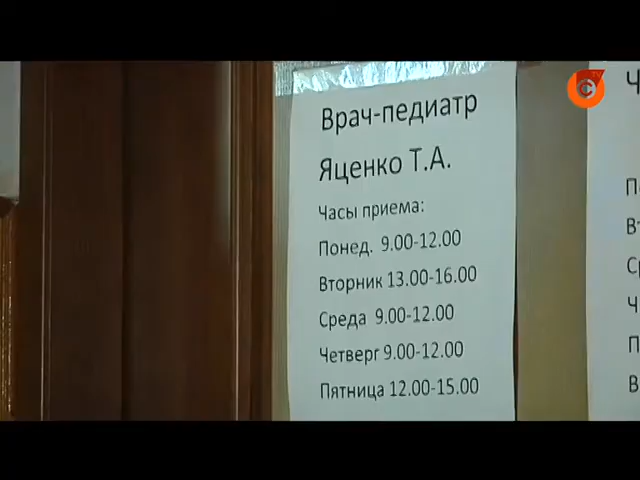 Врач-педиатр
Яценко Т.А.
Часы приема:
Понед. 9.00-12.00
Вторник 13.00-16.00
Среда 9.00-12.00
Четверг 9.00-12.00
Пятница 12.00-15.00
TV